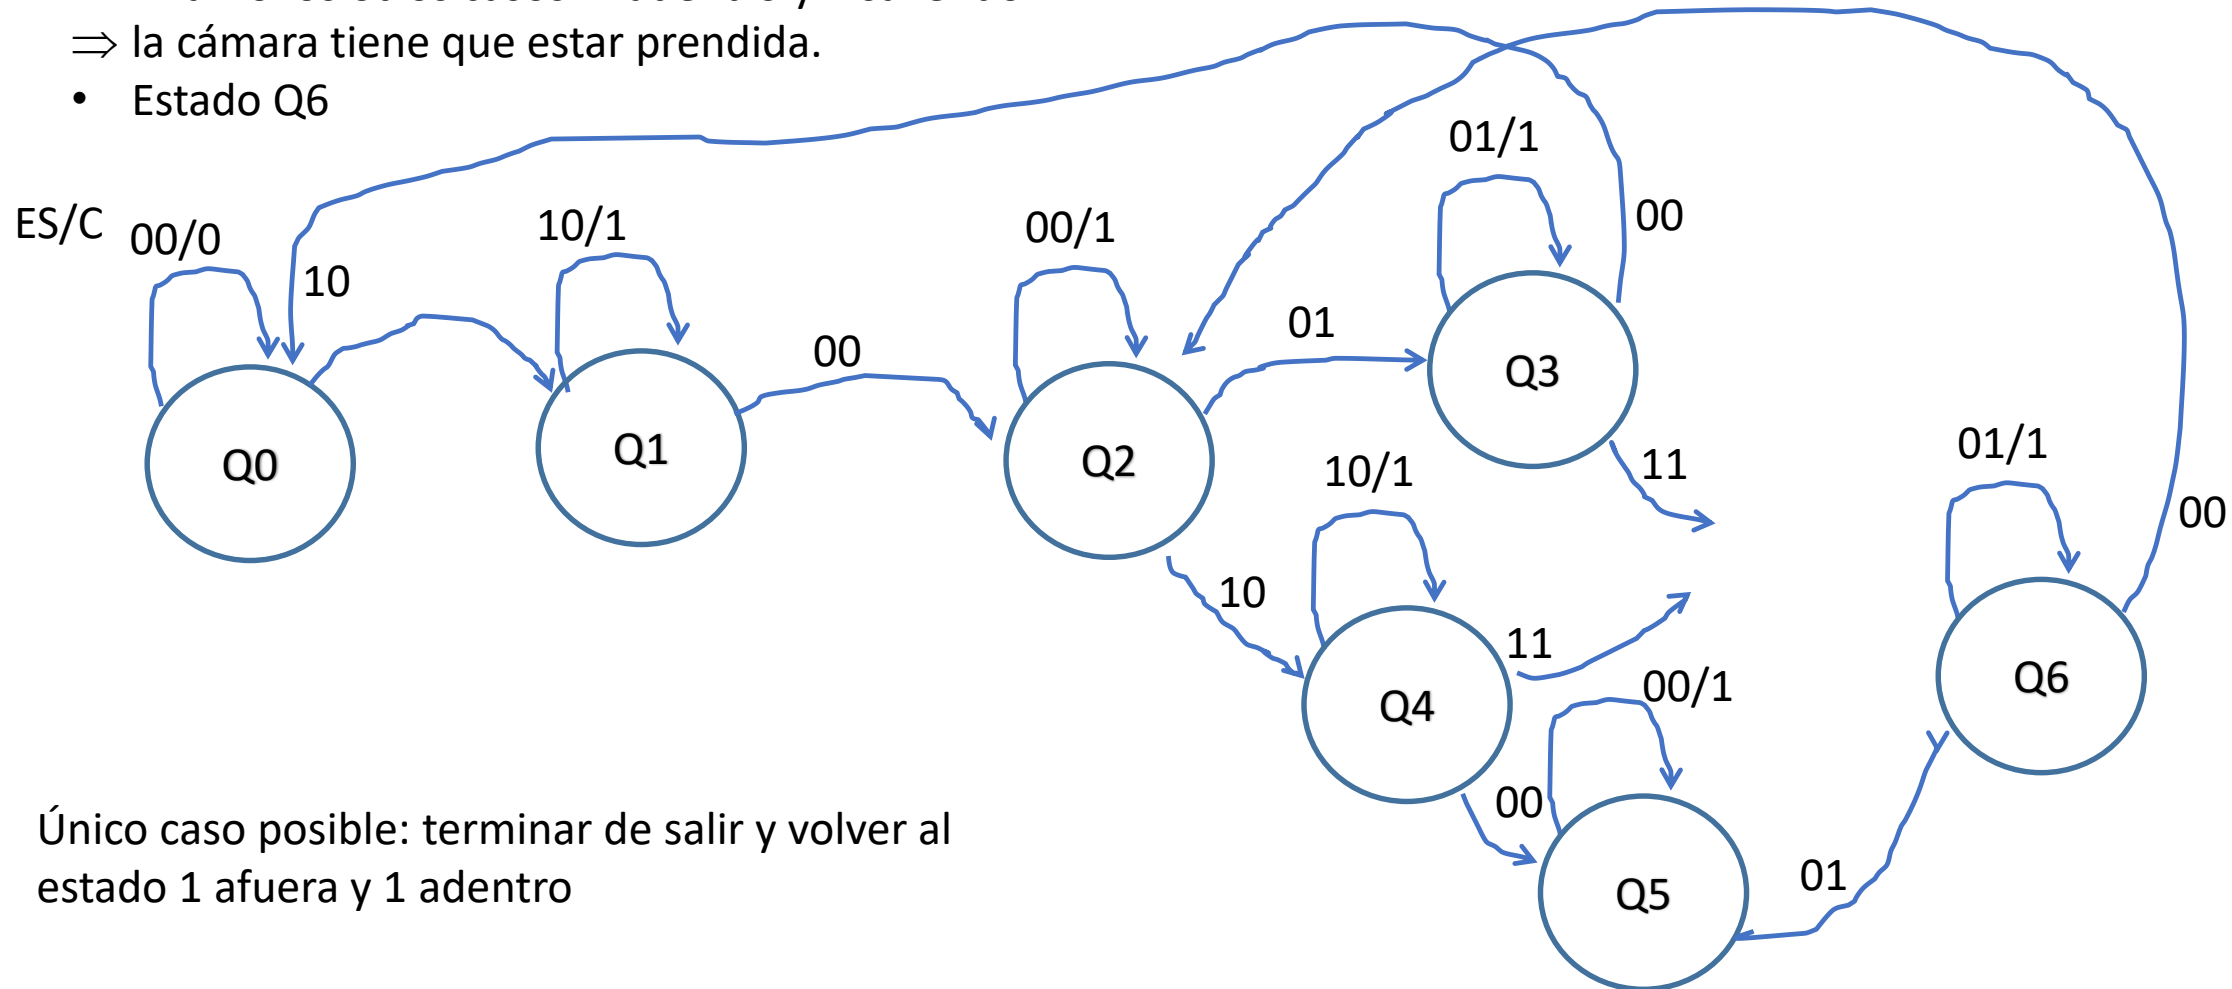 ⇒ la cámara tiene que estar prendida.
• Estado Q6
ES/C
00/0
10
10/1
00
00/1
01
01/1
00
11
10
10/1
11
00/1
00
01
01/1
00
Q0
Q1
Q2
Q3
Q4
Q5
Q6
Único caso posible: terminar de salir y volver al
estado 1 afuera y 1 adentro